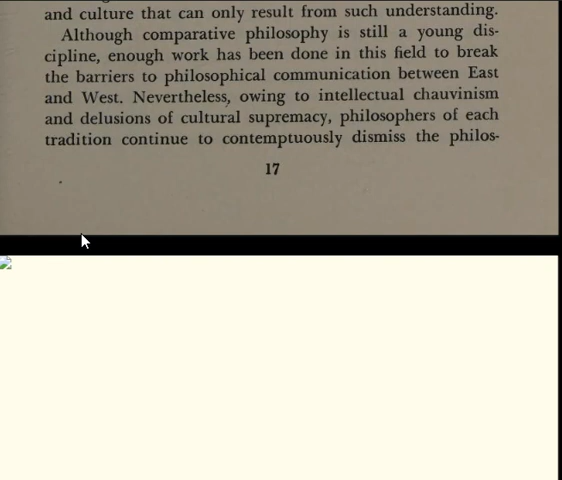 and culture that can only result from such understanding.
Although comparative philosophy is still a young dis-
cipline, enough work has been done in this field to break
the barriers to philosophical communication between East
and West. Nevertheless, owing to intellectual chauvinism
and delusions of cultural supremacy, philosophers of each
tradition continue to contemptuously dismiss the philos-
17